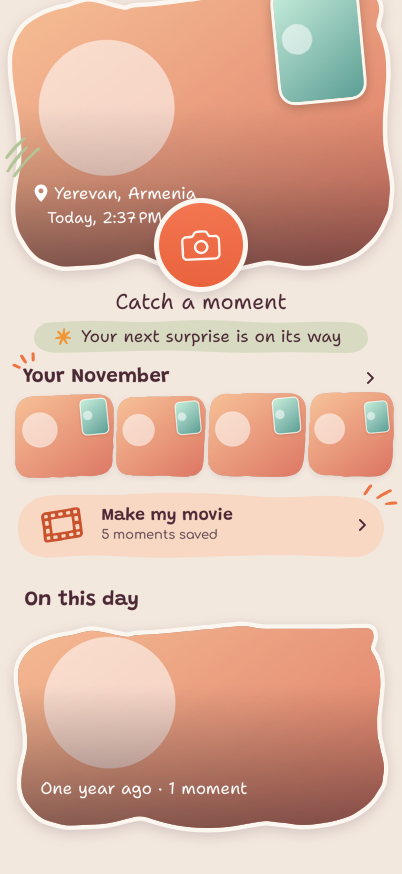 Yerevan, Armenia
Today, 2:37 PM
Catch a moment
Your next surprise is on its way
Your November
Make my movie
5 moments saved
On this day
One year ago · 1 moment